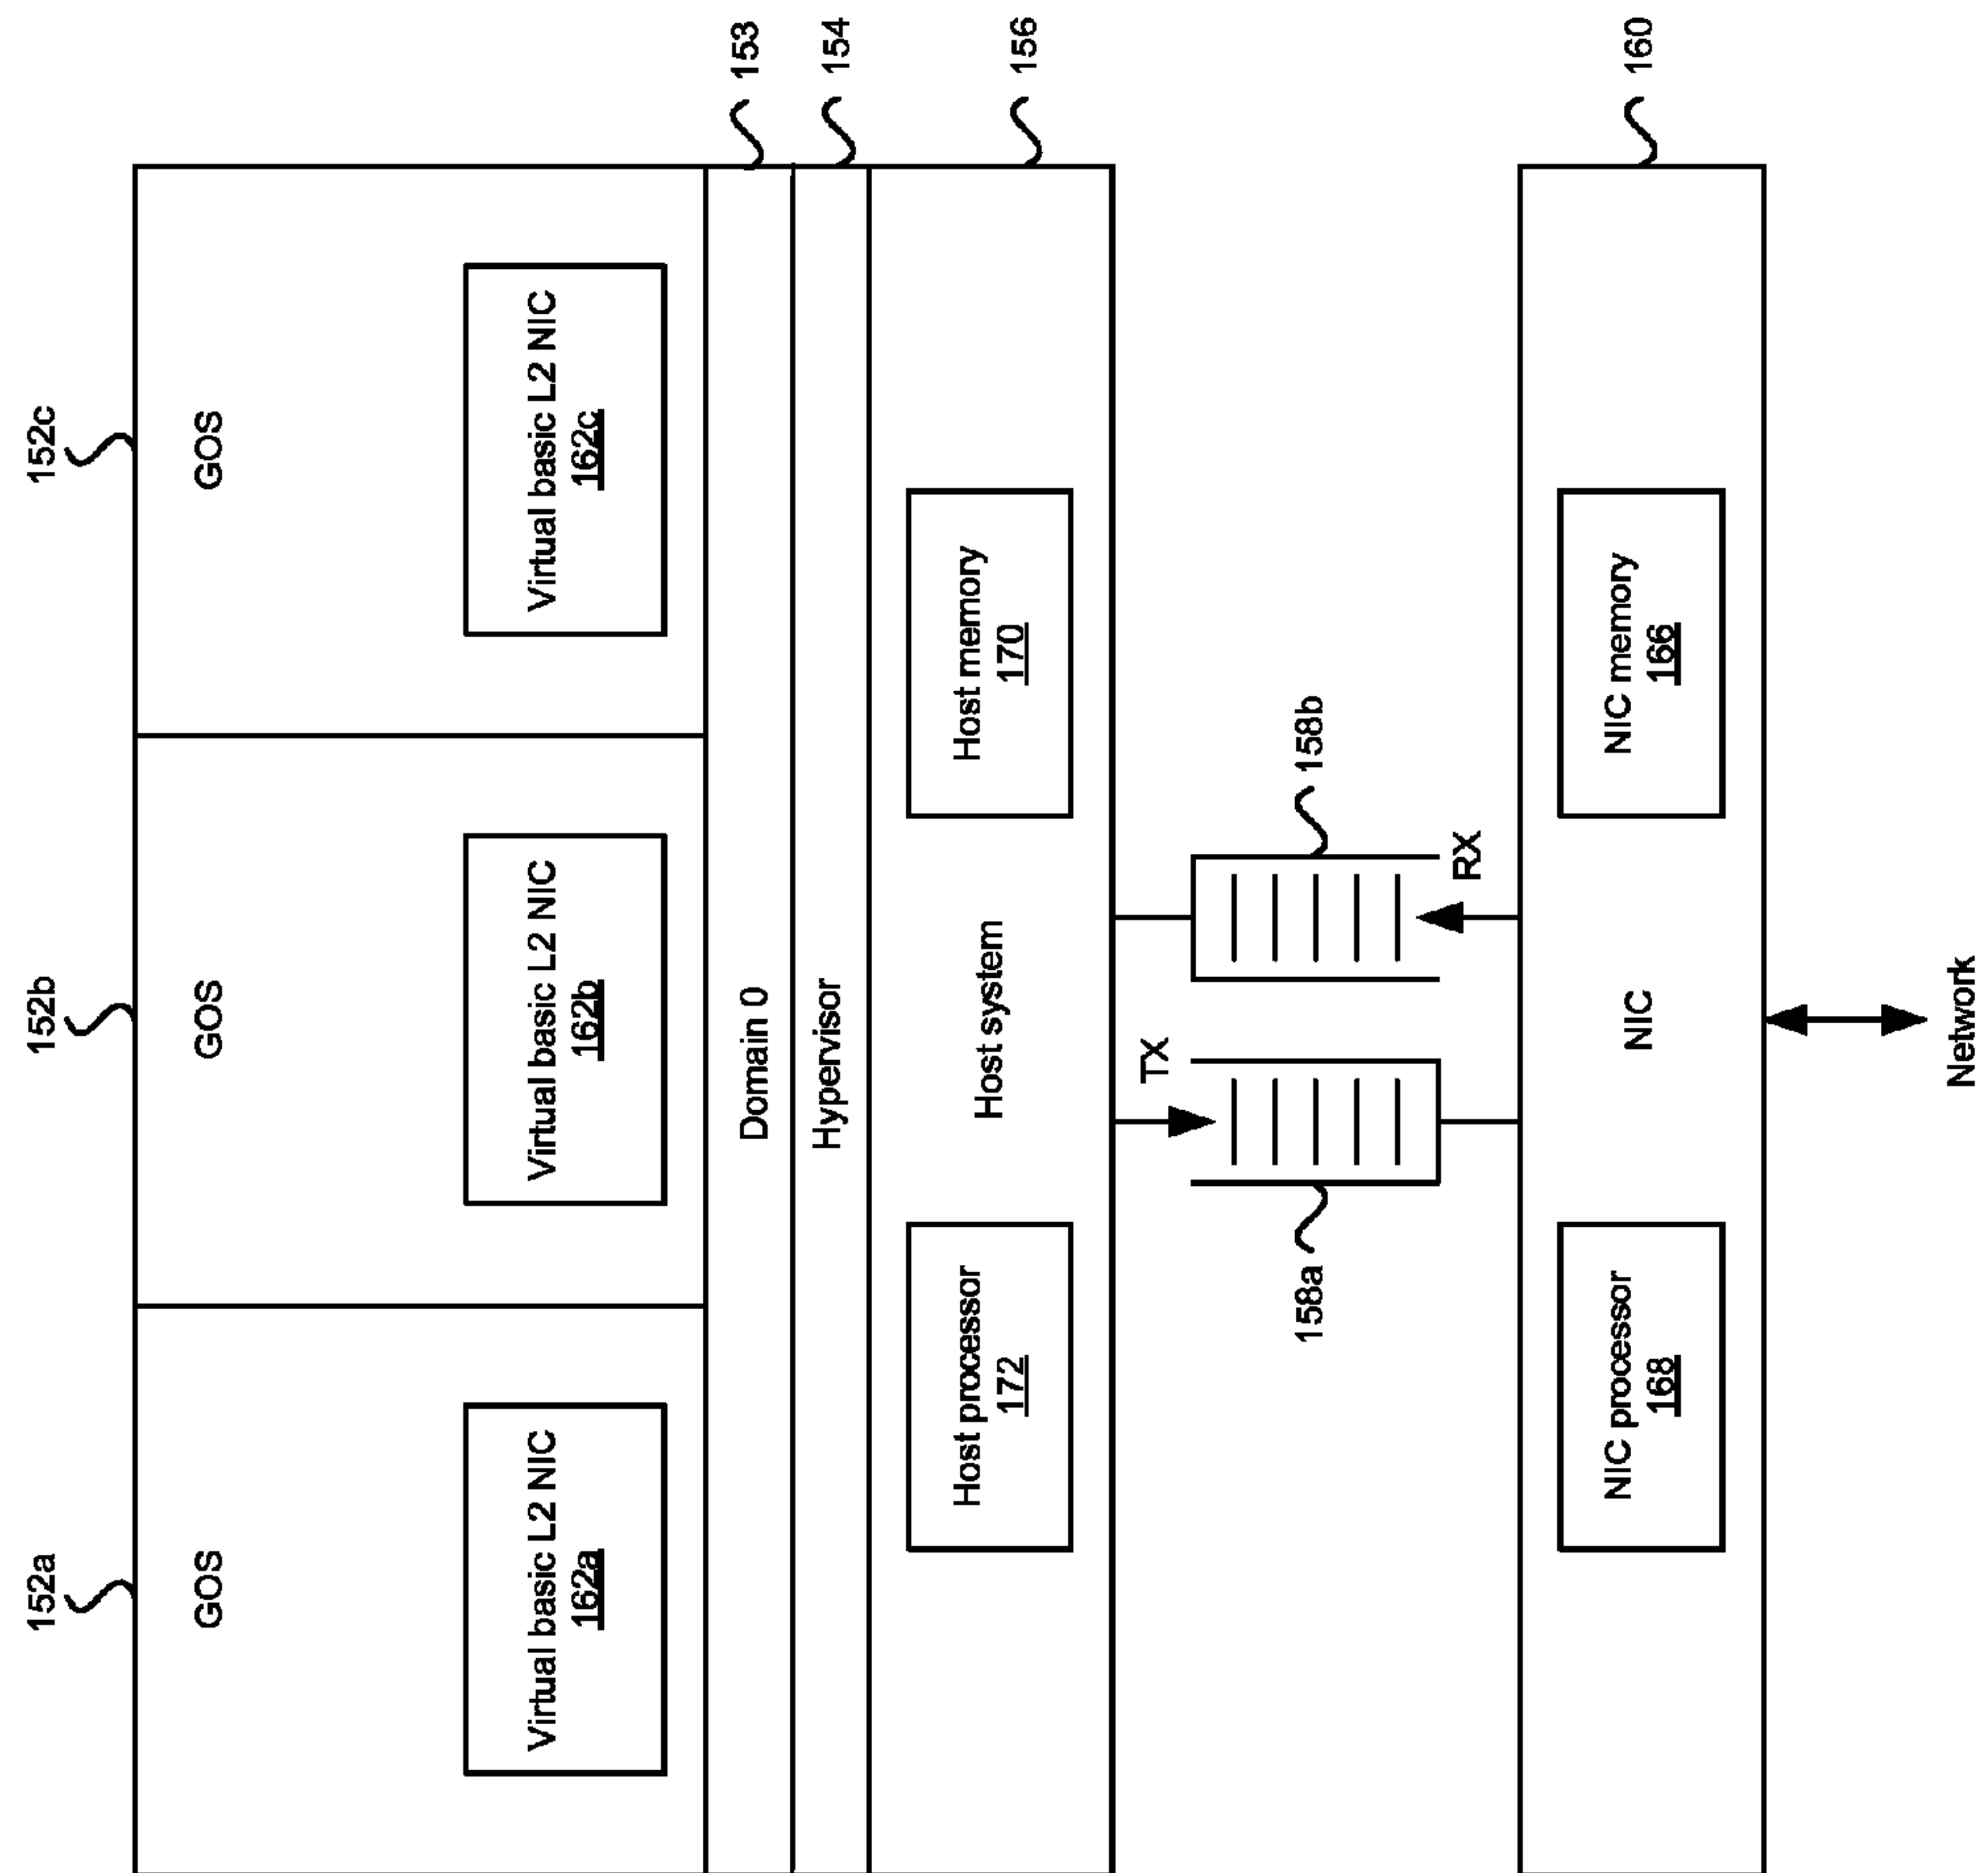 152a
152b
152c
GOS
GOS
GOS
Virtual basic L2 NIC
162a
Virtual basic L2 NIC
162b
Virtual basic L2 NIC
162c
Domain 0
153
Hypervisor
154
Host processor
172
Host system
Host memory
170
156
TX
158a
158b
RX
NIC processor
168
NIC
NIC memory
166
160
Network